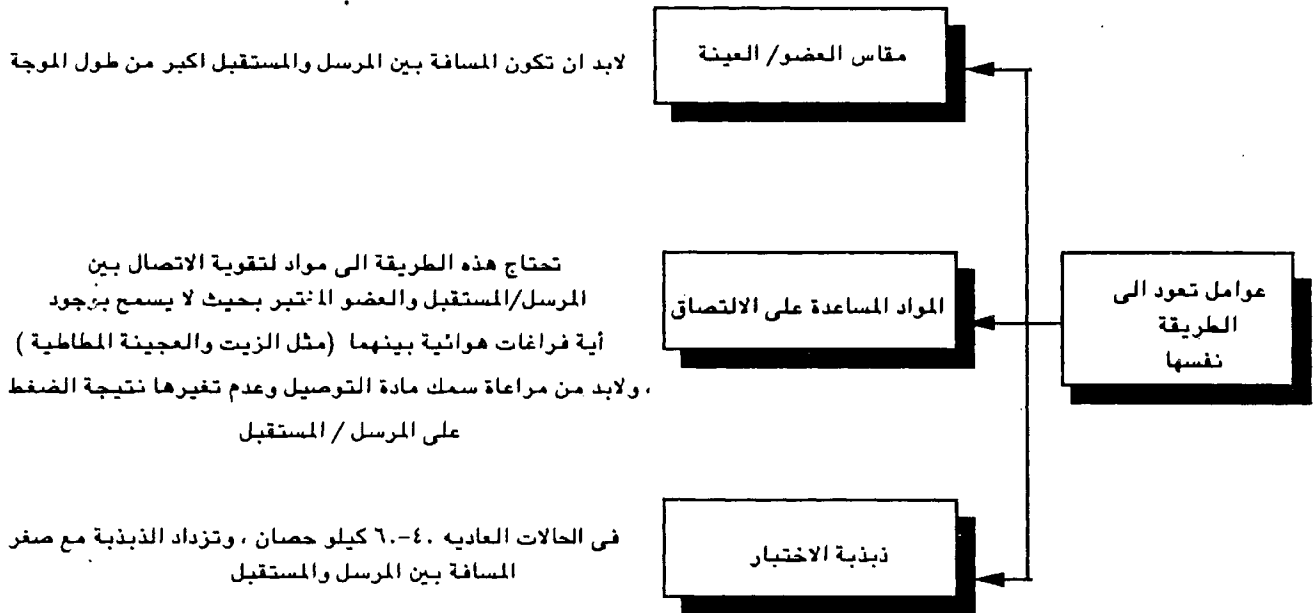 مقاس العضو/ العينة
لابد ان تكون المسافة بين المرسل والمستقبل اكبر من طول الموجة
عوامل تعود الى
الطريقة
نفسها
المواد المساعدة على الالتصاق
تحتاج هذه الطريقة الى مواد لتقوية الاتصال بين
المرسل/المستقبل والعضو المختبر بحيث لا يسمح بوجود
أية فراغات هوائية بينهما (مثل الزيت والعجينة المطاطية )
، ولابد من مراعاة سمك مادة التوصيل وعدم تغيرها نتيجة الضغط
على المرسل / المستقبل
ذبذبة الاختبار
فى الحالات العاديه ٤٠-٦٠ كيلو حصان ، وتزداد الذبذبة مع صغر
المسافة بين المرسل والمستقبل